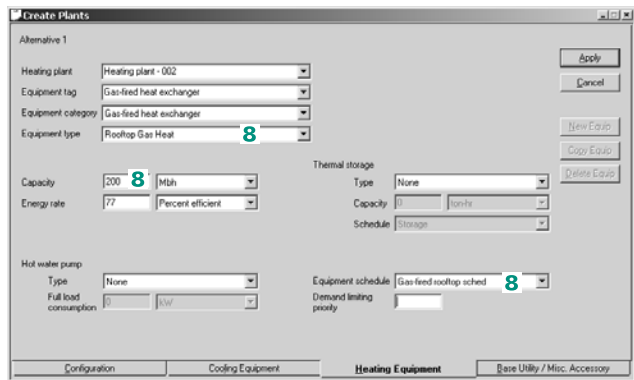 Create Plants
Alternative 1
Apply
Heating plant Heating plant - 002
Cancel
Equipment tag Gas-fired heat exchanger
Equipment category Gas-fired heat exchanger
New Equip
Equipment type Rooftop Gas Heat 8
Copy Equip
Thermal storage
Delete Equip
Capacity 200 8 Mbh
Type None
Energy rate 77 Percent efficient
Capacity 0 ton-hr
Schedule Storage
Hot water pump
Type None
Equipment schedule Gas-fired rooftop sched 8
Full load
consumption 0 kW
Demand limiting
priority
Configuration Cooling Equipment Heating Equipment Base Utility / Misc. Accessory